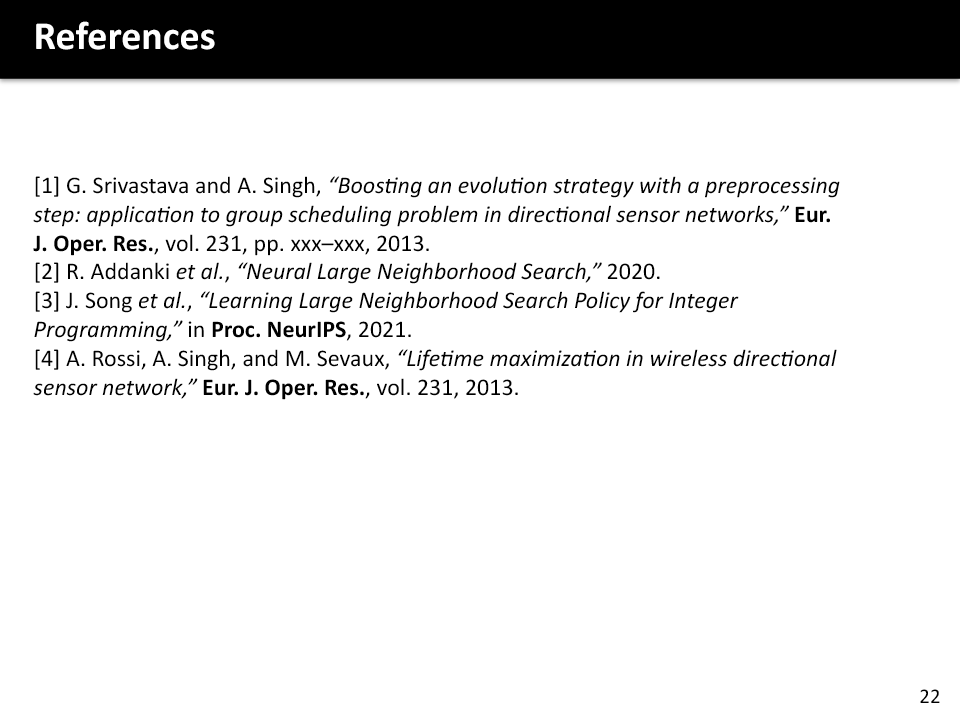 References
[1] G. Srivastava and A. Singh, “Boosting an evolution strategy with a preprocessing
step: application to group scheduling problem in directional sensor networks,” Eur.
J. Oper. Res., vol. 231, pp. xxx–xxx, 2013.
[2] R. Addanki et al., “Neural Large Neighborhood Search,” 2020.
[3] J. Song et al., “Learning Large Neighborhood Search Policy for Integer
Programming,” in Proc. NeurIPS, 2021.
[4] A. Rossi, A. Singh, and M. Sevaux, “Lifetime maximization in wireless directional
sensor network,” Eur. J. Oper. Res., vol. 231, 2013.
22